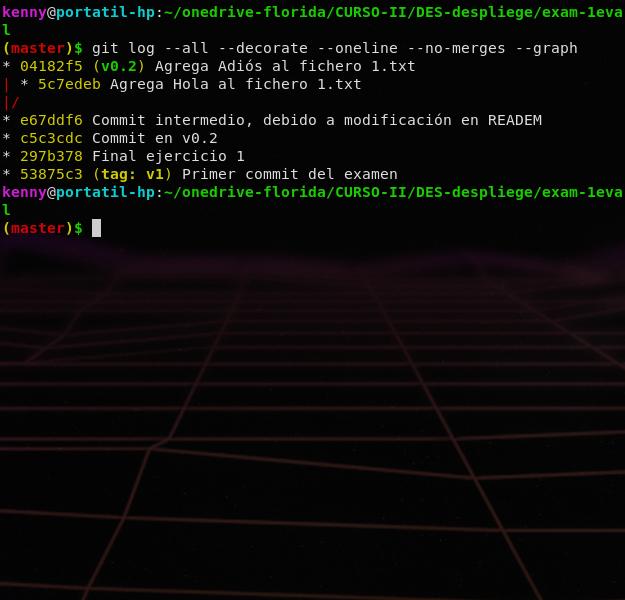 kenny@portatil-hp:~/onedrive-florida/CURSO-II/DES-despliege/exam-1eva
l
(master)$ git log --all --decorate --oneline --no-merges --graph
* 04182f5 (v0.2) Agrega Adiós al fichero 1.txt
| * 5c7edeb Agrega Hola al fichero 1.txt
|/
* e67ddf6 Commit intermedio, debido a modificación en READEM
* c5c3cdc Commit en v0.2
* 297b378 Final ejercicio 1
* 53875c3 (tag: v1) Primer commit del examen
kenny@portatil-hp:~/onedrive-florida/CURSO-II/DES-despliege/exam-1eva
l
(master)$